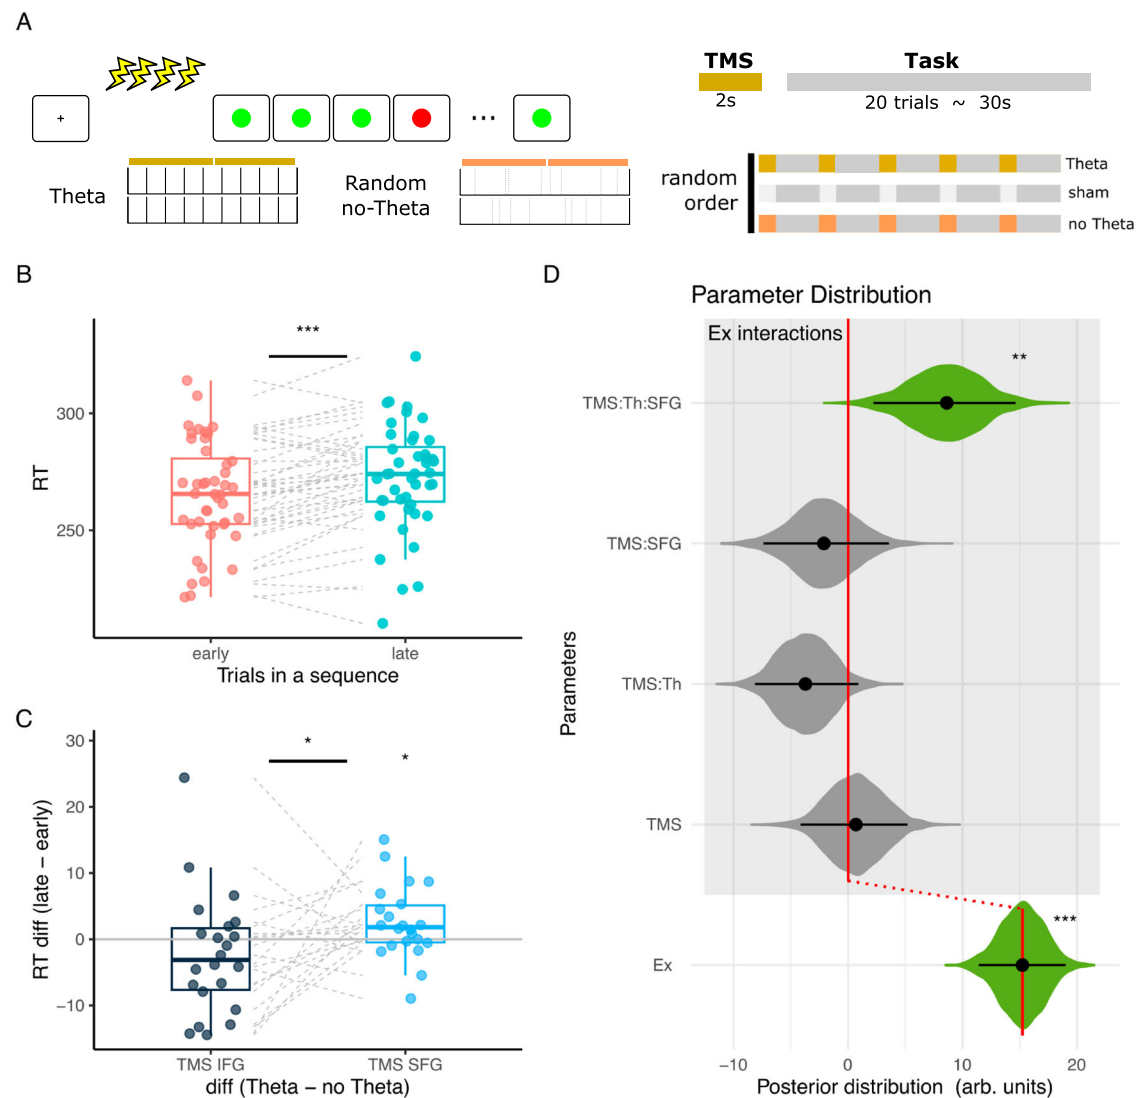 A
TMS
Task
2s
20 trials ~ 30s
+
...
Theta
Random
no-Theta
random
order
Theta
sham
no Theta
B
***
RT
300
250
early
late
Trials in a sequence
C
*
*
RT diff (late − early)
30
20
10
0
−10
TMS IFG
TMS SFG
diff (Theta − no Theta)
D
Parameter Distribution
Ex interactions
**
TMS:Th:SFG
TMS:SFG
TMS:Th
TMS
***
Ex
Parameters
−10
0
10
20
Posterior distribution (arb. units)